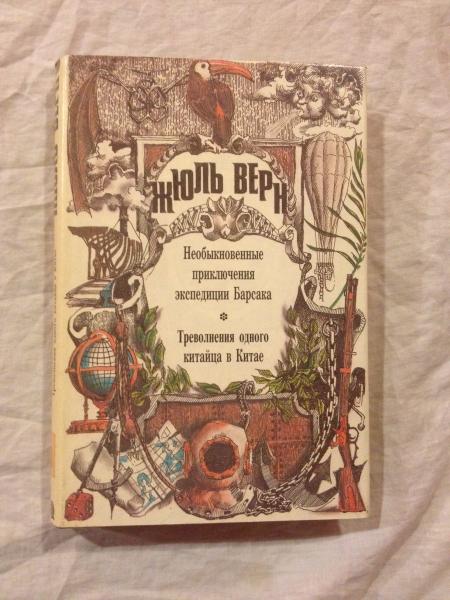 ЖЮЛЬ ВЕРН
Необыкновенные
приключения
экспедиции Барсака
*
Треволнения одного
китайца в Китае